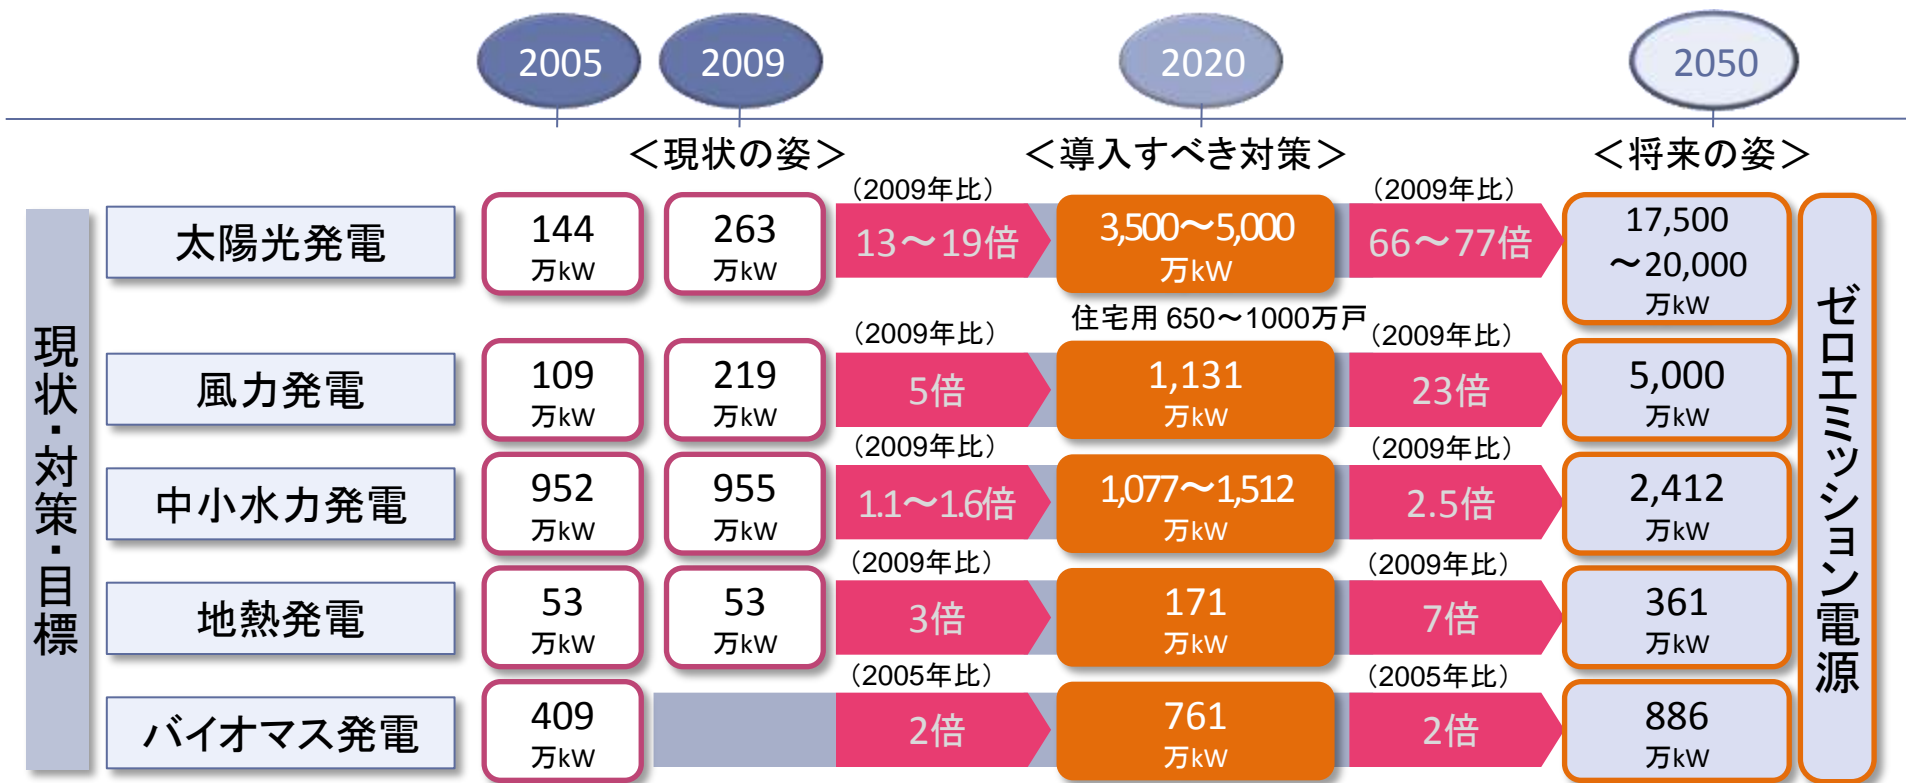 2005
2009
2020
2050
＜現状の姿＞
＜導入すべき対策＞
＜将来の姿＞
現状・対策・目標
太陽光発電
144
万kW
263
万kW
（2009年比）
13～19倍
3,500～5,000
万kW
住宅用 650～1000万戸
（2009年比）
66～77倍
17,500
～20,000
万kW
風力発電
109
万kW
219
万kW
（2009年比）
5倍
1,131
万kW
（2009年比）
23倍
5,000
万kW
中小水力発電
952
万kW
955
万kW
（2009年比）
1.1～1.6倍
1,077～1,512
万kW
（2009年比）
2.5倍
2,412
万kW
地熱発電
53
万kW
53
万kW
（2009年比）
3倍
171
万kW
（2009年比）
7倍
361
万kW
バイオマス発電
409
万kW
（2005年比）
2倍
761
万kW
（2005年比）
2倍
886
万kW
ゼロエミッション電源